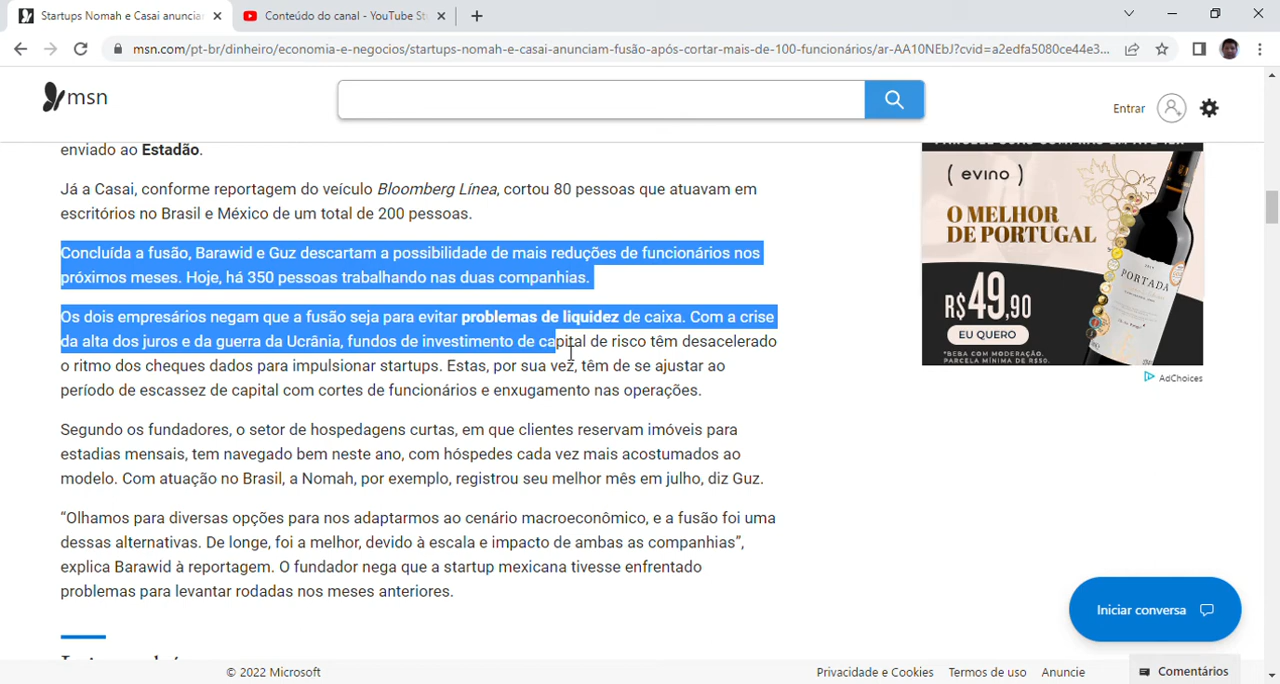 Startups Nomah e Casai anuncia
Conteúdo do canal - YouTube St
msn.com/pt-br/dinheiro/economia-e-negocios/startups-nomah-e-casai-anunciam-fusão-após-cortar-mais-de-100-funcionários/ar-AA10NEbJ?cvid=a2edfa5080ce44e3...
msn
Entrar
enviado ao Estadão.
Já a Casai, conforme reportagem do veículo Bloomberg Línea, cortou 80 pessoas que atuavam em
escritórios no Brasil e México de um total de 200 pessoas.
Concluída a fusão, Barawid e Guz descartam a possibilidade de mais reduções de funcionários nos
próximos meses. Hoje, há 350 pessoas trabalhando nas duas companhias.
Os dois empresários negam que a fusão seja para evitar problemas de liquidez de caixa. Com a crise
da alta dos juros e da guerra da Ucrânia, fundos de investimento de capital de risco têm desacelerado
o ritmo dos cheques dados para impulsionar startups. Estas, por sua vez, têm de se ajustar ao
período de escassez de capital com cortes de funcionários e enxugamento nas operações.
Segundo os fundadores, o setor de hospedagens curtas, em que clientes reservam imóveis para
estadias mensais, tem navegado bem neste ano, com hóspedes cada vez mais acostumados ao
modelo. Com atuação no Brasil, a Nomah, por exemplo, registrou seu melhor mês em julho, diz Guz.
“Olhamos para diversas opções para nos adaptarmos ao cenário macroeconômico, e a fusão foi uma
dessas alternativas. De longe, foi a melhor, devido à escala e impacto de ambas as companhias”,
explica Barawid à reportagem. O fundador nega que a startup mexicana tivesse enfrentado
problemas para levantar rodadas nos meses anteriores.
( evino )
O MELHOR
DE PORTUGAL
PORTADA
R$49,90
EU QUERO
*BEBA COM MODERAÇÃO.
PARCELA MÍNIMA DE R$50.
AdChoices
Iniciar conversa
© 2022 Microsoft
Privacidade e Cookies
Termos de uso
Anuncie
Comentários